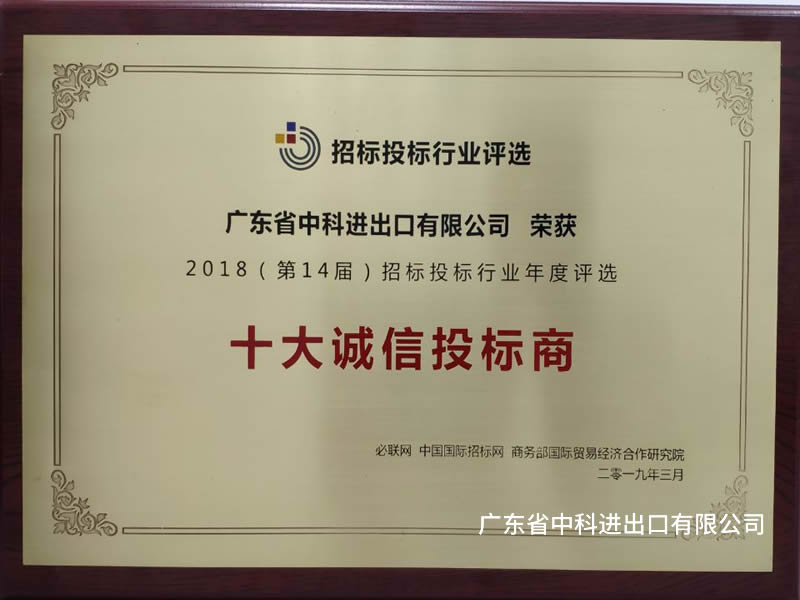 招标投标行业评选
广东省中科进出口有限公司 荣获
2018（第14届）招标投标行业年度评选
十大诚信投标商
必联网 中国国际招标网 商务部国际贸易经济合作研究院
二零一九年三月
广东省中科进出口有限公司